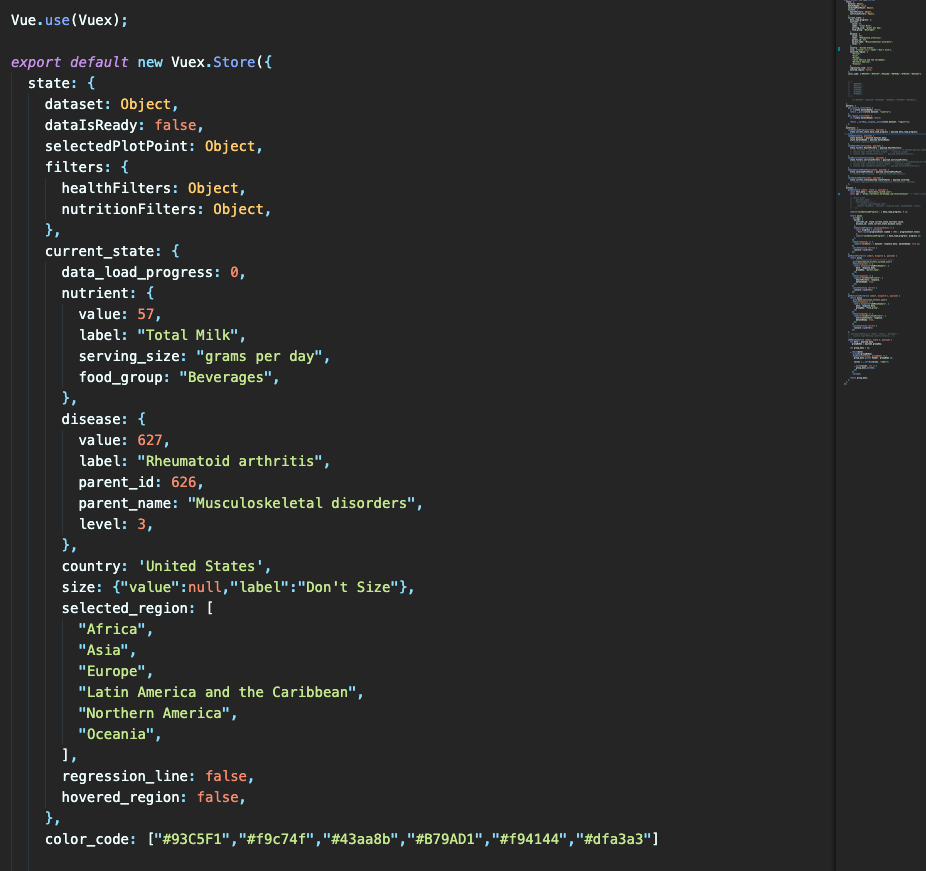 Vue.use(Vuex);
export default new Vuex.Store({
state: {
dataset: Object,
dataIsReady: false,
selectedPlotPoint: Object,
filters: {
healthFilters: Object,
nutritionFilters: Object,
},
current_state: {
data_load_progress: 0,
nutrient: {
value: 57,
label: "Total Milk",
serving_size: "grams per day",
food_group: "Beverages",
},
disease: {
value: 627,
label: "Rheumatoid arthritis",
parent_id: 626,
parent_name: "Musculoskeletal disorders",
level: 3,
},
country: 'United States',
size: {"value":null,"label":"Don't Size"},
selected_region: [
"Africa",
"Asia",
"Europe",
"Latin America and the Caribbean",
"Northern America",
"Oceania",
],
regression_line: false,
hovered_region: false,
},
color_code: ["#93C5F1","#f9c74f","#43aa8b","#B79AD1","#f94144","#dfa3a3"]